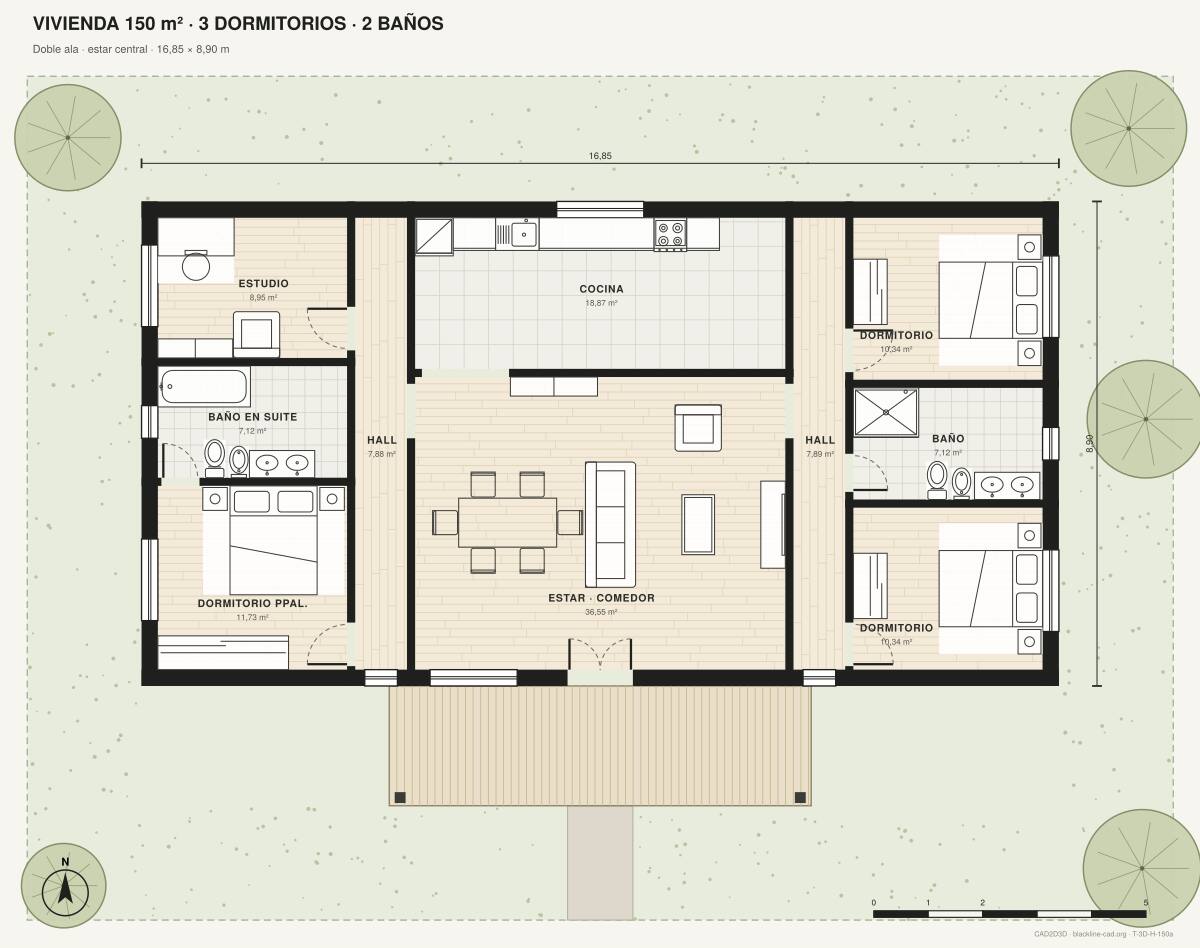 VIVIENDA 150 m² · 3 DORMITORIOS · 2 BAÑOS
Doble ala · estar central · 16,85 × 8,90 m
16,85
ESTUDIO
8,95 m²
COCINA
18,87 m²
DORMITORIO
10,34 m²
BAÑO EN SUITE
7,12 m²
HALL
7,88 m²
HALL
7,89 m²
BAÑO
7,12 m²
8,90
DORMITORIO PPAL.
11,73 m²
ESTAR · COMEDOR
36,55 m²
DORMITORIO
10,34 m²
N
0 1 2 5
CAD2D3D · blackline-cad.org · T-3D-H-150a